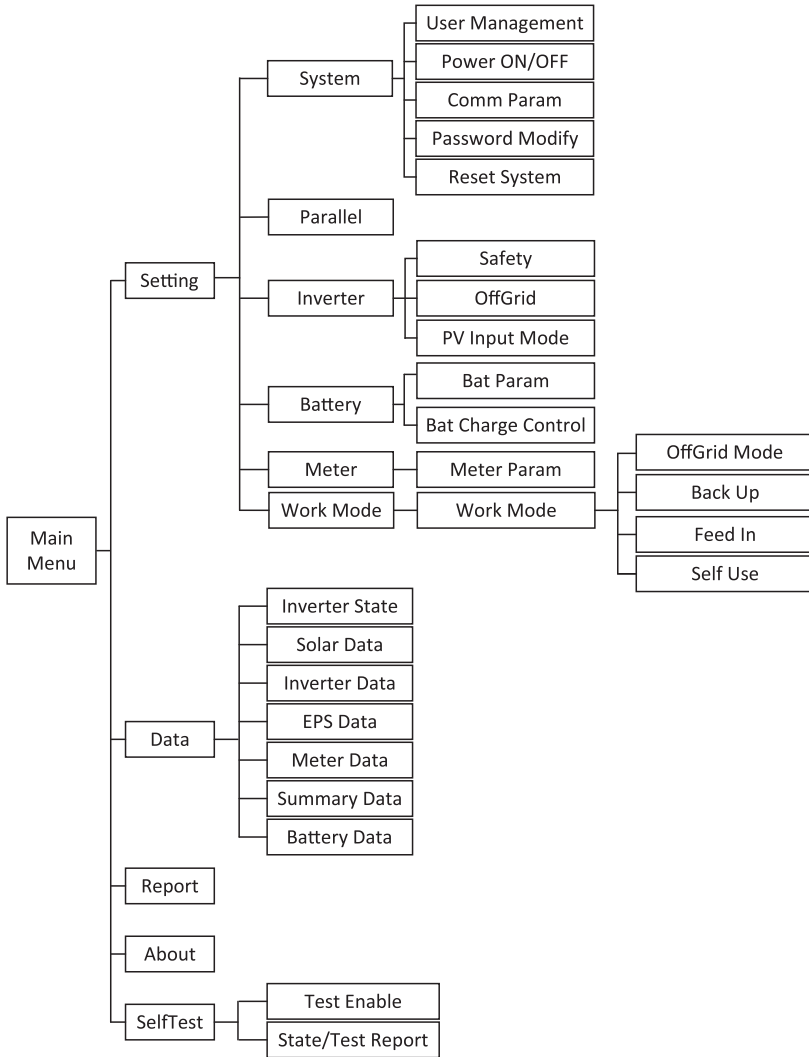 Main
Menu
Setting
System
User Management
Power ON/OFF
Comm Param
Password Modify
Reset System
Parallel
Inverter
Safety
OffGrid
PV Input Mode
Battery
Bat Param
Bat Charge Control
Meter
Meter Param
Work Mode
Work Mode
OffGrid Mode
Back Up
Feed In
Self Use
Data
Inverter State
Solar Data
Inverter Data
EPS Data
Meter Data
Summary Data
Battery Data
Report
About
SelfTest
Test Enable
State/Test Report